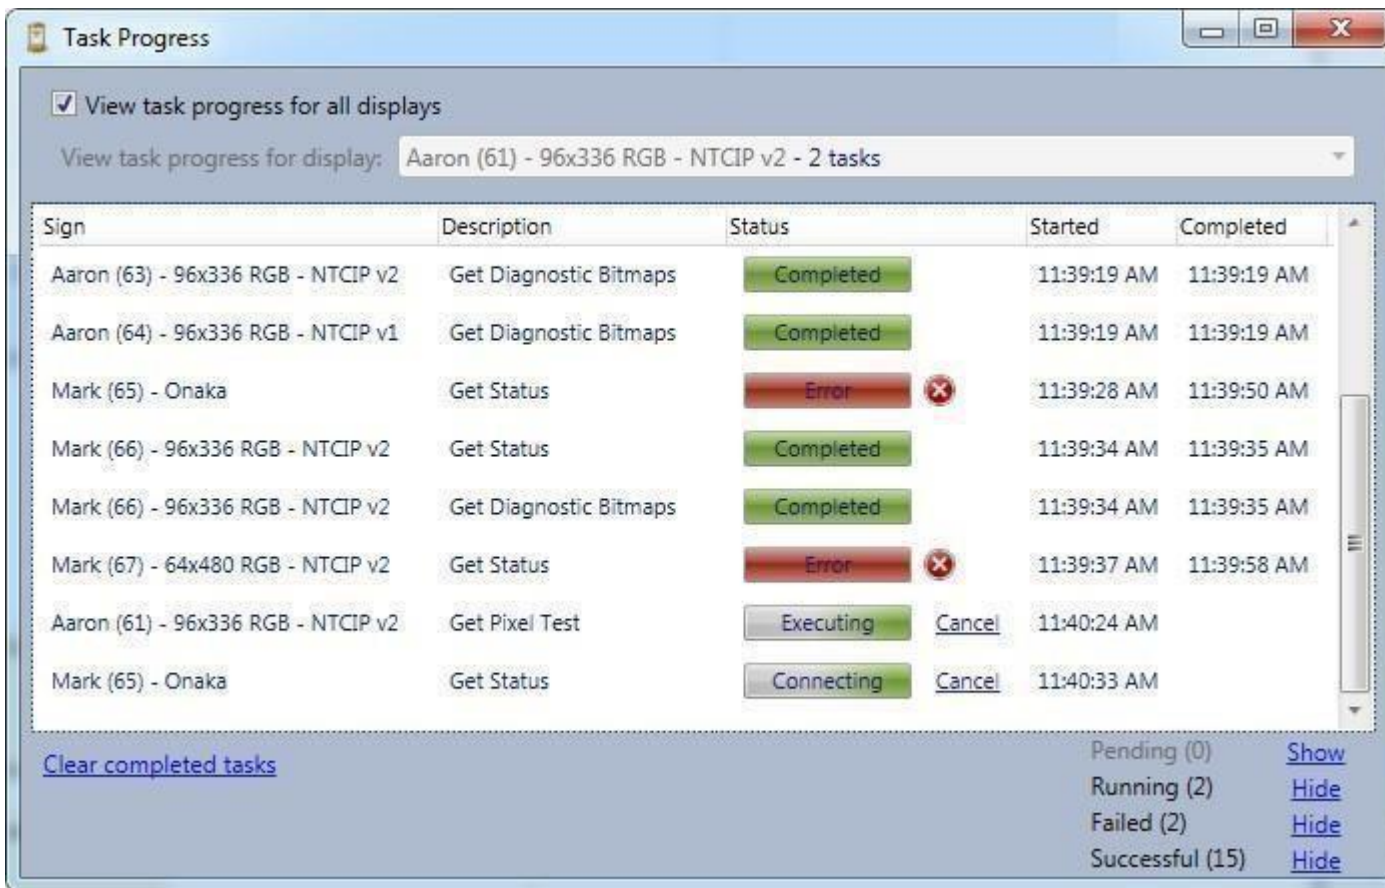 Task Progress
View task progress for all displays
View task progress for display: Aaron (61) - 96x336 RGB - NTCIP v2 - 2 tasks
Sign Description Status Started Completed
Aaron (63) - 96x336 RGB - NTCIP v2 Get Diagnostic Bitmaps Completed 11:39:19 AM 11:39:19 AM
Aaron (64) - 96x336 RGB - NTCIP v1 Get Diagnostic Bitmaps Completed 11:39:19 AM 11:39:19 AM
Mark (65) - Onaka Get Status Error 11:39:28 AM 11:39:50 AM
Mark (66) - 96x336 RGB - NTCIP v2 Get Status Completed 11:39:34 AM 11:39:35 AM
Mark (66) - 96x336 RGB - NTCIP v2 Get Diagnostic Bitmaps Completed 11:39:34 AM 11:39:35 AM
Mark (67) - 64x480 RGB - NTCIP v2 Get Status Error 11:39:37 AM 11:39:58 AM
Aaron (61) - 96x336 RGB - NTCIP v2 Get Pixel Test Executing Cancel 11:40:24 AM
Mark (65) - Onaka Get Status Connecting Cancel 11:40:33 AM
Clear completed tasks
Pending (0) Show
Running (2) Hide
Failed (2) Hide
Successful (15) Hide